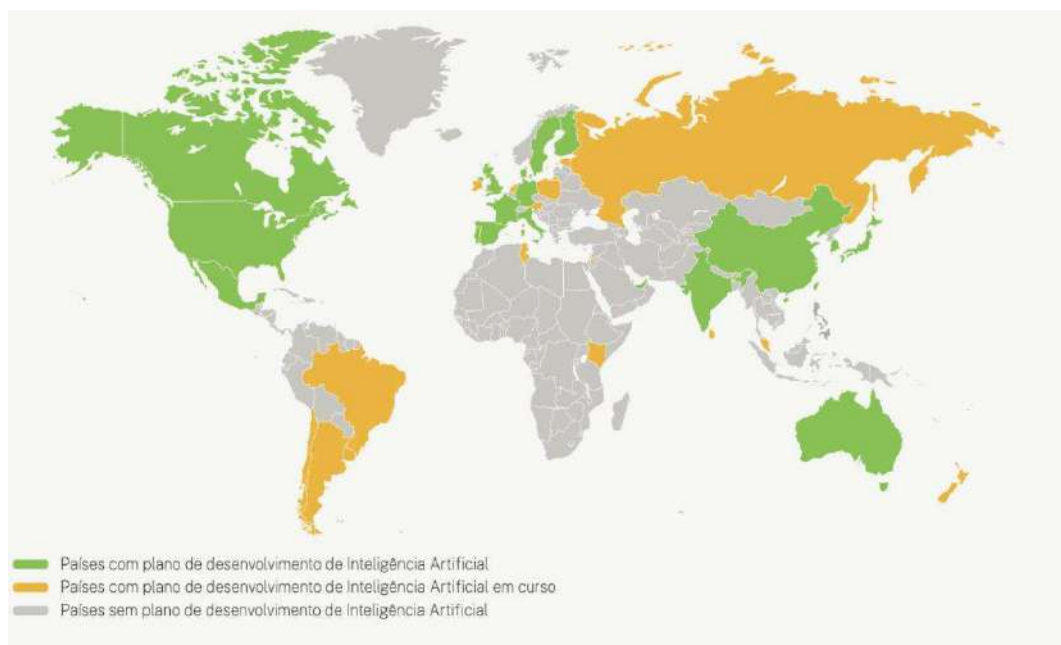 Países com plano de desenvolvimento de Inteligência Artificial
Países com plano de desenvolvimento de Inteligência Artificial em curso
Países sem plano de desenvolvimento de Inteligência Artificial